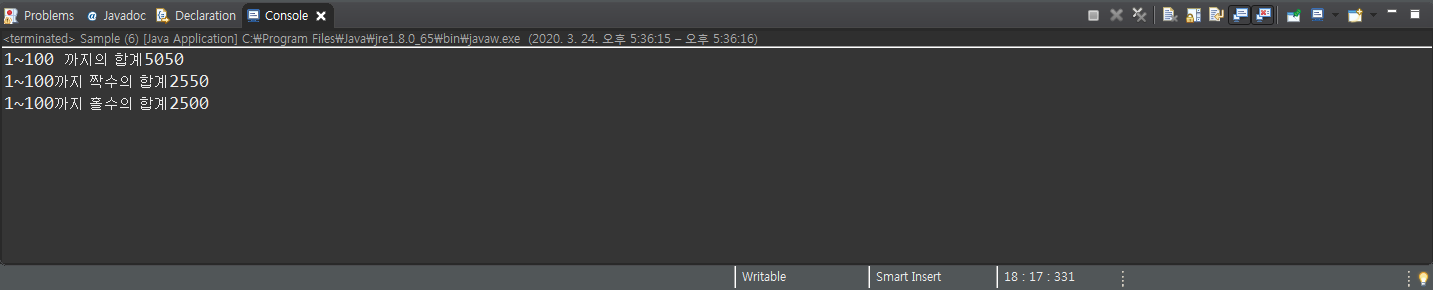 Problems Javadoc Declaration Console
<terminated> Sample (6) [Java Application] C:₩Program Files₩Java₩jre1.8.0_65₩bin₩javaw.exe (2020. 3. 24. 오후 5:36:15 – 오후 5:36:16)
1~100 까지의 합계5050
1~100까지 짝수의 합계2550
1~100까지 홀수의 합계2500
Writable Smart Insert 18 : 17 : 331